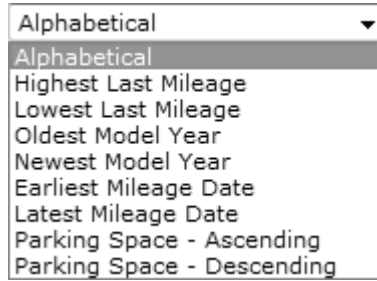 Alphabetical
Alphabetical
Highest Last Mileage
Lowest Last Mileage
Oldest Model Year
Newest Model Year
Earliest Mileage Date
Latest Mileage Date
Parking Space - Ascending
Parking Space - Descending